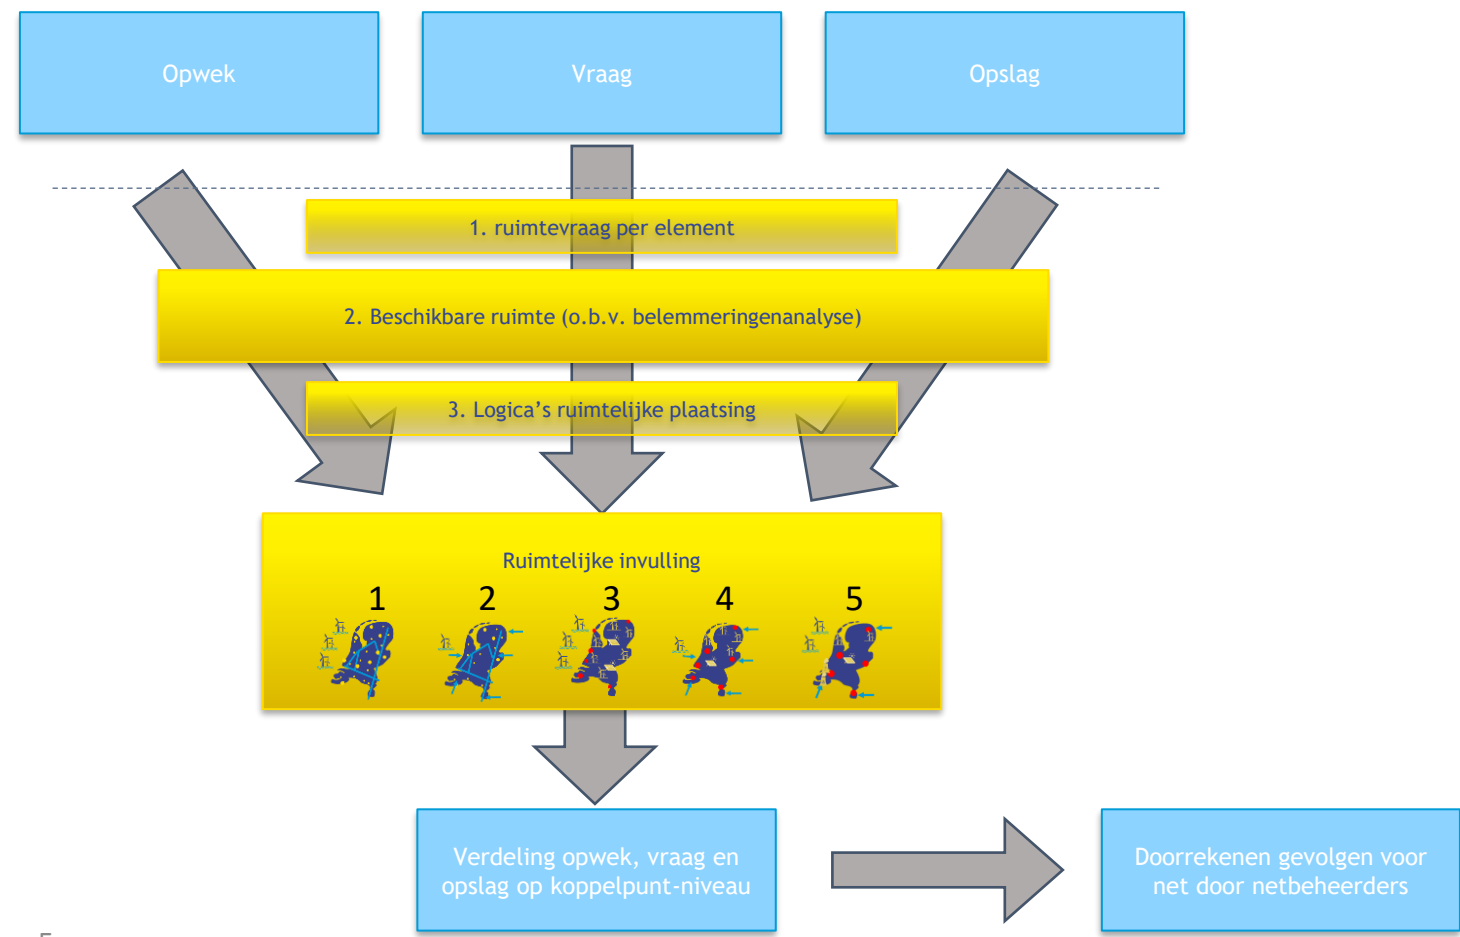 Opwek
Vraag
Opslag
1. ruimtevraag per element
2. Beschikbare ruimte (o.b.v. belemmeringenanalyse)
3. Logica’s ruimtelijke plaatsing
Ruimtelijke invulling
1 2 3 4 5
Verdeling opwek, vraag en
opslag op koppelpunt-niveau
Doorrekenen gevolgen voor
net door netbeheerders